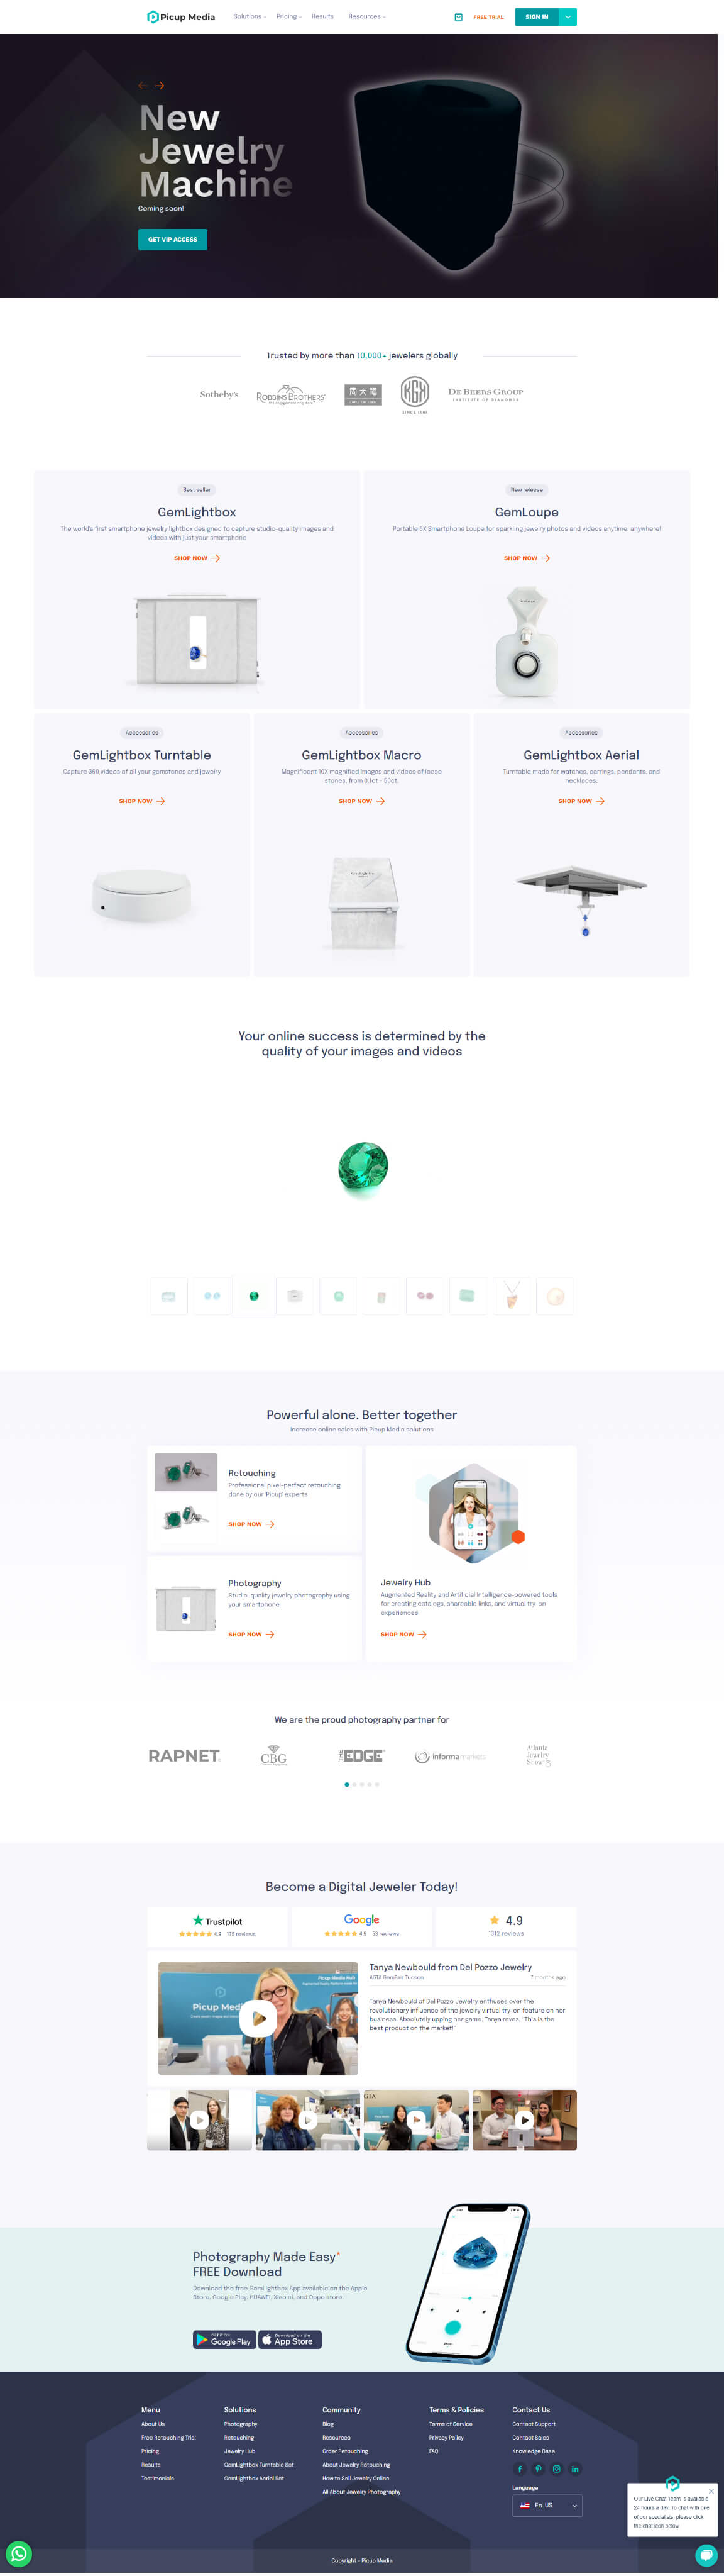 Picup Media
Solutions
Pricing
Results
Resources
FREE TRIAL
SIGN IN
New
Jewelry
Machine
Coming soon!
GET VIP ACCESS
Trusted by more than 10,000+ jewelers globally
Sotheby's
ROBBINS BROTHERS
周大福
KGK
SINCE 1905
DE BEERS GROUP
INSTITUTE OF DIAMONDS
Best seller
GemLightbox
The world's first smartphone jewelry lightbox designed to capture studio-quality images and
videos with just your smartphone
SHOP NOW
New release
GemLoupe
Portable 5X Smartphone Loupe for sparkling jewelry photos and videos anytime, anywhere!
SHOP NOW
Accessories
GemLightbox Turntable
Capture 360 videos of all your gemstones and jewelry
SHOP NOW
Accessories
GemLightbox Macro
Magnificent 10X magnified images and videos of loose
stones, from 0.1ct - 50ct.
SHOP NOW
Accessories
GemLightbox Aerial
Turntable made for watches, earrings, pendants, and
necklaces.
SHOP NOW
Your online success is determined by the
quality of your images and videos
Powerful alone. Better together
Increase online sales with Picup Media solutions
Retouching
Professional pixel-perfect retouching
done by our 'Picup' experts
SHOP NOW
Photography
Studio-quality jewelry photography using
your smartphone
SHOP NOW
Jewelry Hub
Augmented Reality and Artificial Intelligence-powered tools
for creating catalogs, shareable links, and virtual try-on
experiences
SHOP NOW
We are the proud photography partner for
RAPNET
CBG
THE EDGE
informa markets
Atlanta
Jewelry
Show
Become a Digital Jeweler Today!
Trustpilot
4.9 175 reviews
Google
4.9 53 reviews
4.9
1312 reviews
Picup Media Hub
Picup Medi
Tanya Newbould from Del Pozzo Jewelry
AGTA GemFair Tucson
7 months ago
Tanya Newbould of Del Pozzo Jewelry enthuses over the
revolutionary influence of the jewelry virtual try-on feature on her
business. Absolutely upping her game, Tanya raves, "This is the
best product on the market!"
GIA
Photography Made Easy*
FREE Download
Download the free GemLightbox App available on the Apple
Store, Google Play, HUAWEI, Xiaomi, and Oppo store.
GET IT ON
Google Play
Download on the
App Store
Menu
About Us
Free Retouching Trial
Pricing
Results
Testimonials
Solutions
Photography
Retouching
Jewelry Hub
GemLightbox Turntable Set
GemLightbox Aerial Set
Community
Blog
Resources
Order Retouching
About Jewelry Retouching
How to Sell Jewelry Online
All About Jewelry Photography
Terms & Policies
Terms of Service
Privacy Policy
FAQ
Contact Us
Contact Support
Contact Sales
Knowledge Base
Language
En-US
Our Live Chat Team is available
24 hours a day. To chat with one
of our specialists, please click
the chat icon below.
Copyright - Picup Media